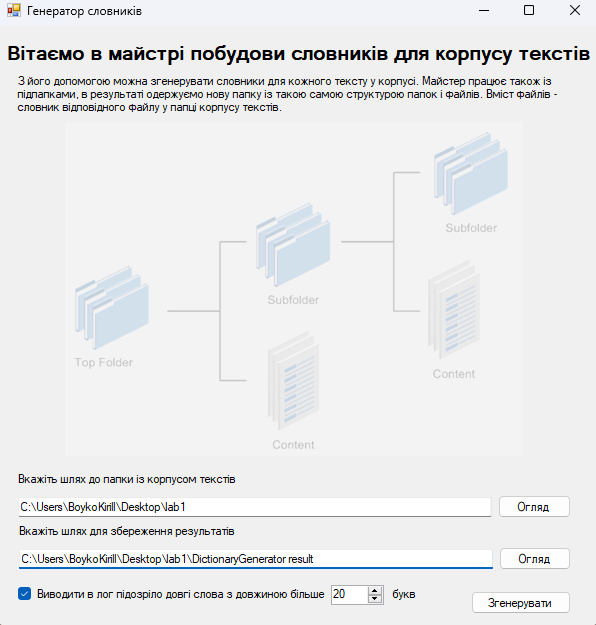 Генератор словників
Вітаємо в майстрі побудови словників для корпусу текстів
З його допомогою можна згенерувати словники для кожного тексту у корпусі. Майстер працює також із
підпапками, в результаті одержуємо нову папку із такою самою структурою папок і файлів. Вміст файлів -
словник відповідного файлу у папці корпусу текстів.
Subfolder
Subfolder
Top Folder
Content
Content
Вкажіть шлях до папки із корпусом текстів
C:\Users\BoykoKirill\Desktop\lab1
Огляд
Вкажіть шлях для збереження результатів
C:\Users\BoykoKirill\Desktop\lab1\DictionaryGenerator result
Огляд
Виводити в лог підозріло довгі слова з довжиною більше 20 букв
Згенерувати